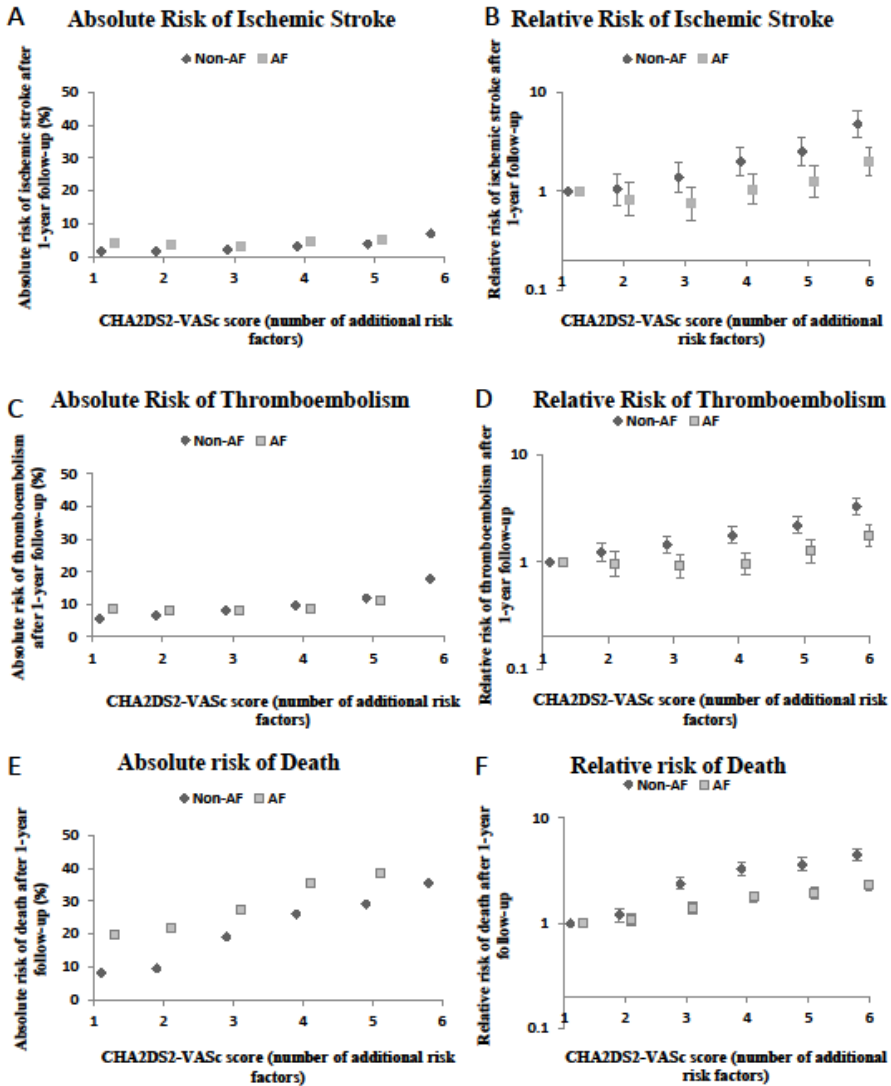 A
Absolute Risk of Ischemic Stroke
Non-AF AF
Absolute risk of ischemic stroke after
1-year follow-up (%)
50
40
30
20
10
0
1 2 3 4 5 6
CHA2DS2-VASc score (number of additional risk
factors)
B
Relative Risk of Ischemic Stroke
Non-AF AF
Relative risk of ischemic stroke after
1-year follow-up
10
1
0.1
1 2 3 4 5 6
CHA2DS2-VASc score (number of additional
risk factors)
C
Absolute Risk of Thromboembolism
Non-AF AF
Absolute risk of thromboembolism
after 1-year follow-up (%)
50
40
30
20
10
0
1 2 3 4 5 6
CHA2DS2-VASc score (number of additional risk
factors)
D
Relative Risk of Thromboembolism
Non-AF AF
Relative risk of thromboembolism after
1-year follow-up
10
1
0.1
1 2 3 4 5 6
CHA2DS2-VASc score (number of additional risk
factors)
E
Absolute risk of Death
Non-AF AF
Absolute risk of death after 1-year
follow-up (%)
50
40
30
20
10
0
1 2 3 4 5 6
CHA2DS2-VASc score (number of additional risk
factors)
F
Relative risk of Death
Non-AF AF
Relative risk of death after 1-year
follow-up
10
1
0.1
1 2 3 4 5 6
CHA2DS2-VASc score (number of additional
risk factors)